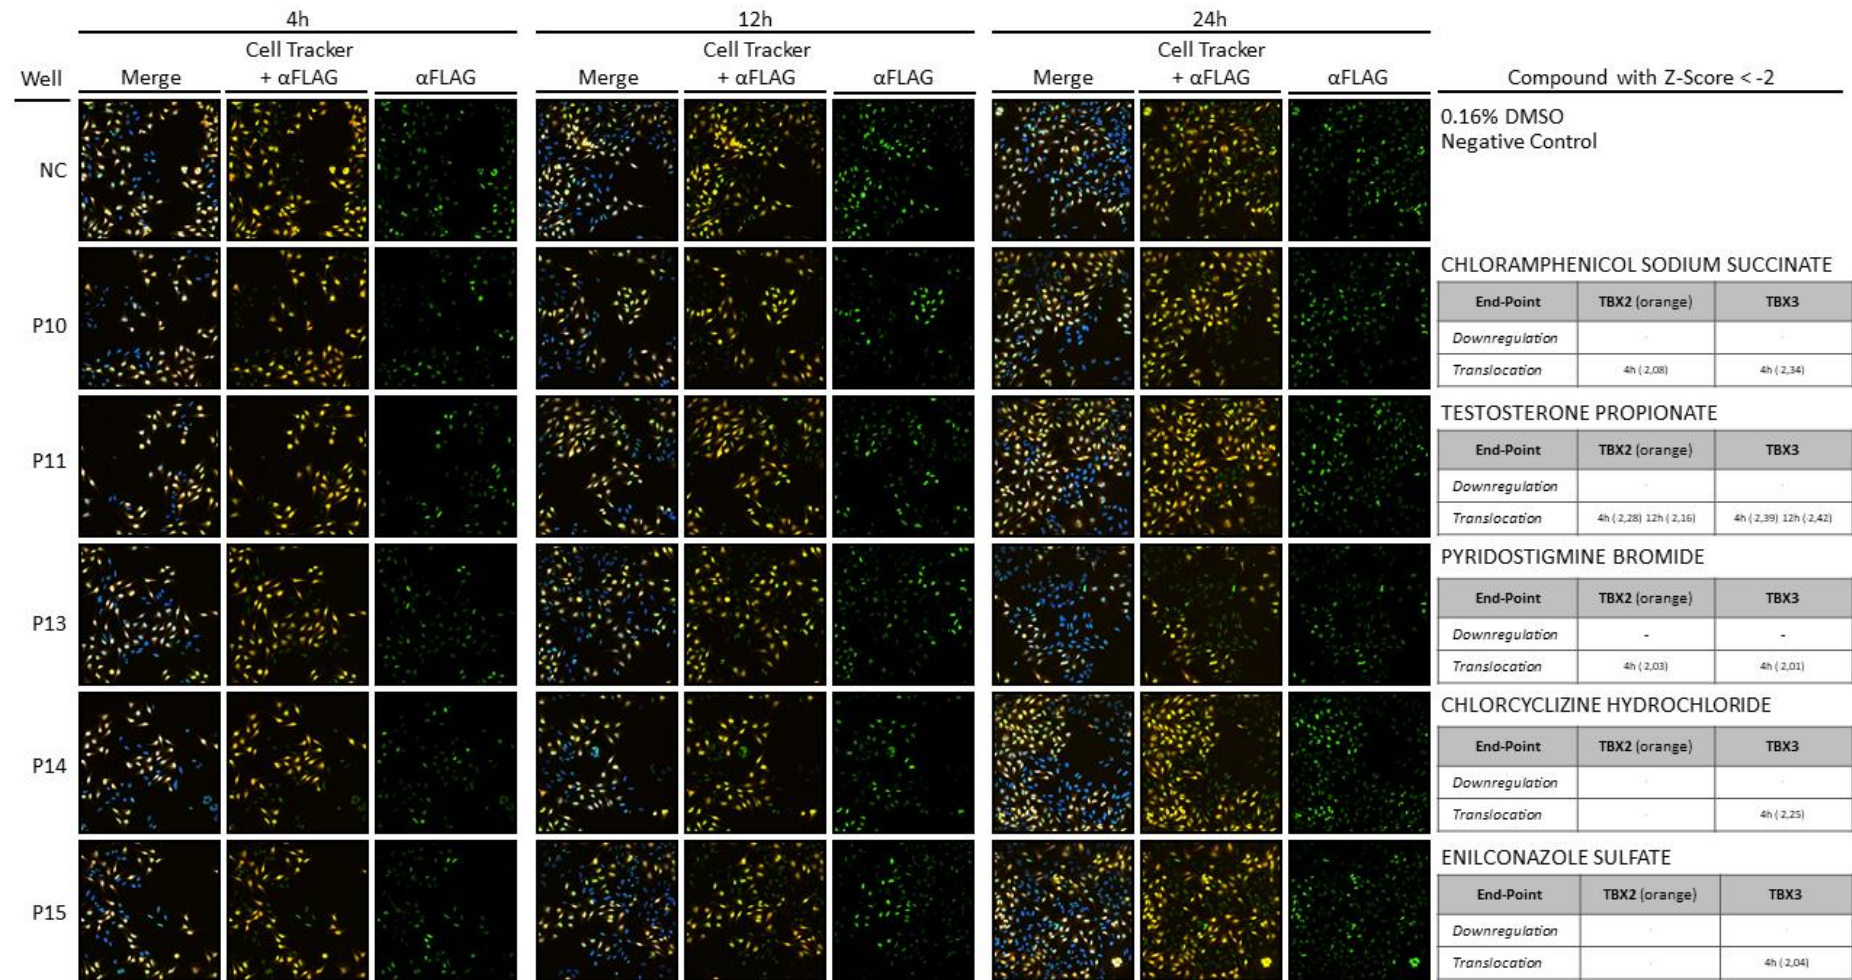 4h 12h 24h
Cell Tracker Cell Tracker Cell Tracker
Well Merge + αFLAG αFLAG Merge + αFLAG αFLAG Merge + αFLAG αFLAG Compound with Z-Score < -2
NC
0.16% DMSO
Negative Control
P10
CHLORAMPHENICOL SODIUM SUCCINATE
End-Point TBX2 (orange) TBX3
Downregulation - -
Translocation 4h (-2,08) 4h (-2,34)
P11
TESTOSTERONE PROPIONATE
End-Point TBX2 (orange) TBX3
Downregulation - -
Translocation 4h (-2,28) 12h (-2,16) 4h (-2,39) 12h (-2,42)
P13
PYRIDOSTIGMINE BROMIDE
End-Point TBX2 (orange) TBX3
Downregulation - -
Translocation 4h (-2,03) 4h (-2,01)
P14
CHLORCYCLIZINE HYDROCHLORIDE
End-Point TBX2 (orange) TBX3
Downregulation - -
Translocation - 4h (-2,25)
P15
ENILCONAZOLE SULFATE
End-Point TBX2 (orange) TBX3
Downregulation - -
Translocation - 4h (-2,04)